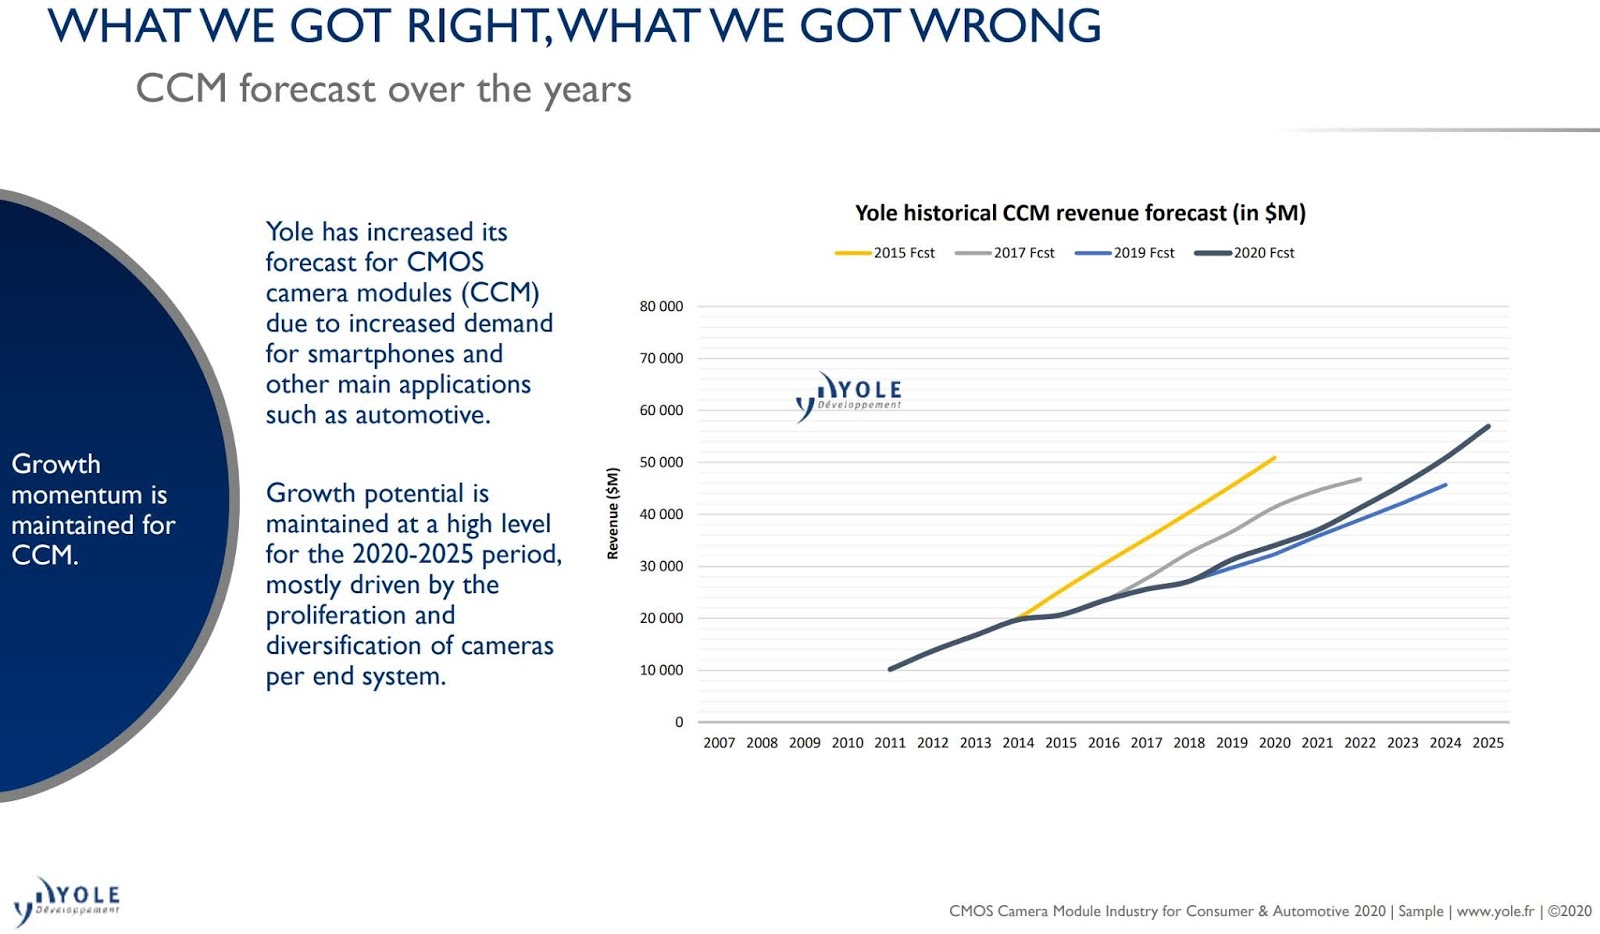 WHAT WE GOT RIGHT, WHAT WE GOT WRONG
CCM forecast over the years
Growth
momentum is
maintained for
CCM.
Yole has increased its
forecast for CMOS
camera modules (CCM)
due to increased demand
for smartphones and
other main applications
such as automotive.
Growth potential is
maintained at a high level
for the 2020-2025 period,
mostly driven by the
proliferation and
diversification of cameras
per end system.
Yole historical CCM revenue forecast (in $M)
2015 Fcst 2017 Fcst 2019 Fcst 2020 Fcst
Revenue ($M)
80 000
70 000
60 000
50 000
40 000
30 000
20 000
10 000
0
YOLE
Développement
2007 2008 2009 2010 2011 2012 2013 2014 2015 2016 2017 2018 2019 2020 2021 2022 2023 2024 2025
YOLE
Développement
CMOS Camera Module Industry for Consumer & Automotive 2020 | Sample | www.yole.fr | ©2020